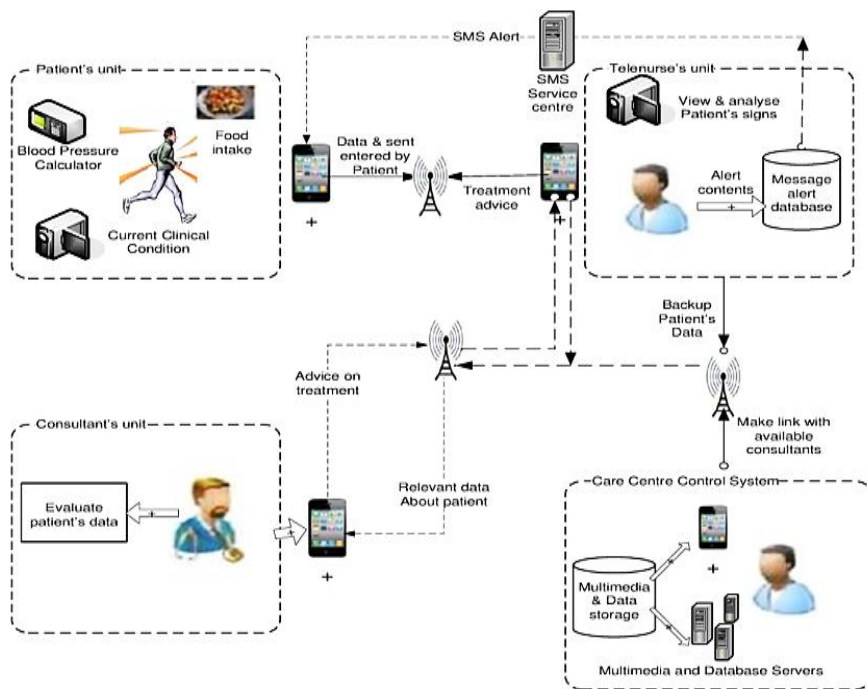 SMS Alert
SMS
Service
centre
Patient's unit
Blood Pressure
Calculator
Food
intake
Current Clinical
Condition
Data & sent
entered by
Patient
Treatment
advice
Telenurse's unit
View & analyse
Patient's signs
Alert
contents
Message
alert
database
Backup
Patient's
Data
Advice on
treatment
Make link with
available
consultants
Consultant's unit
Evaluate
patient's data
Relevant data
About patient
Care Centre Control System
Multimedia
& Data
storage
Multimedia and Database Servers